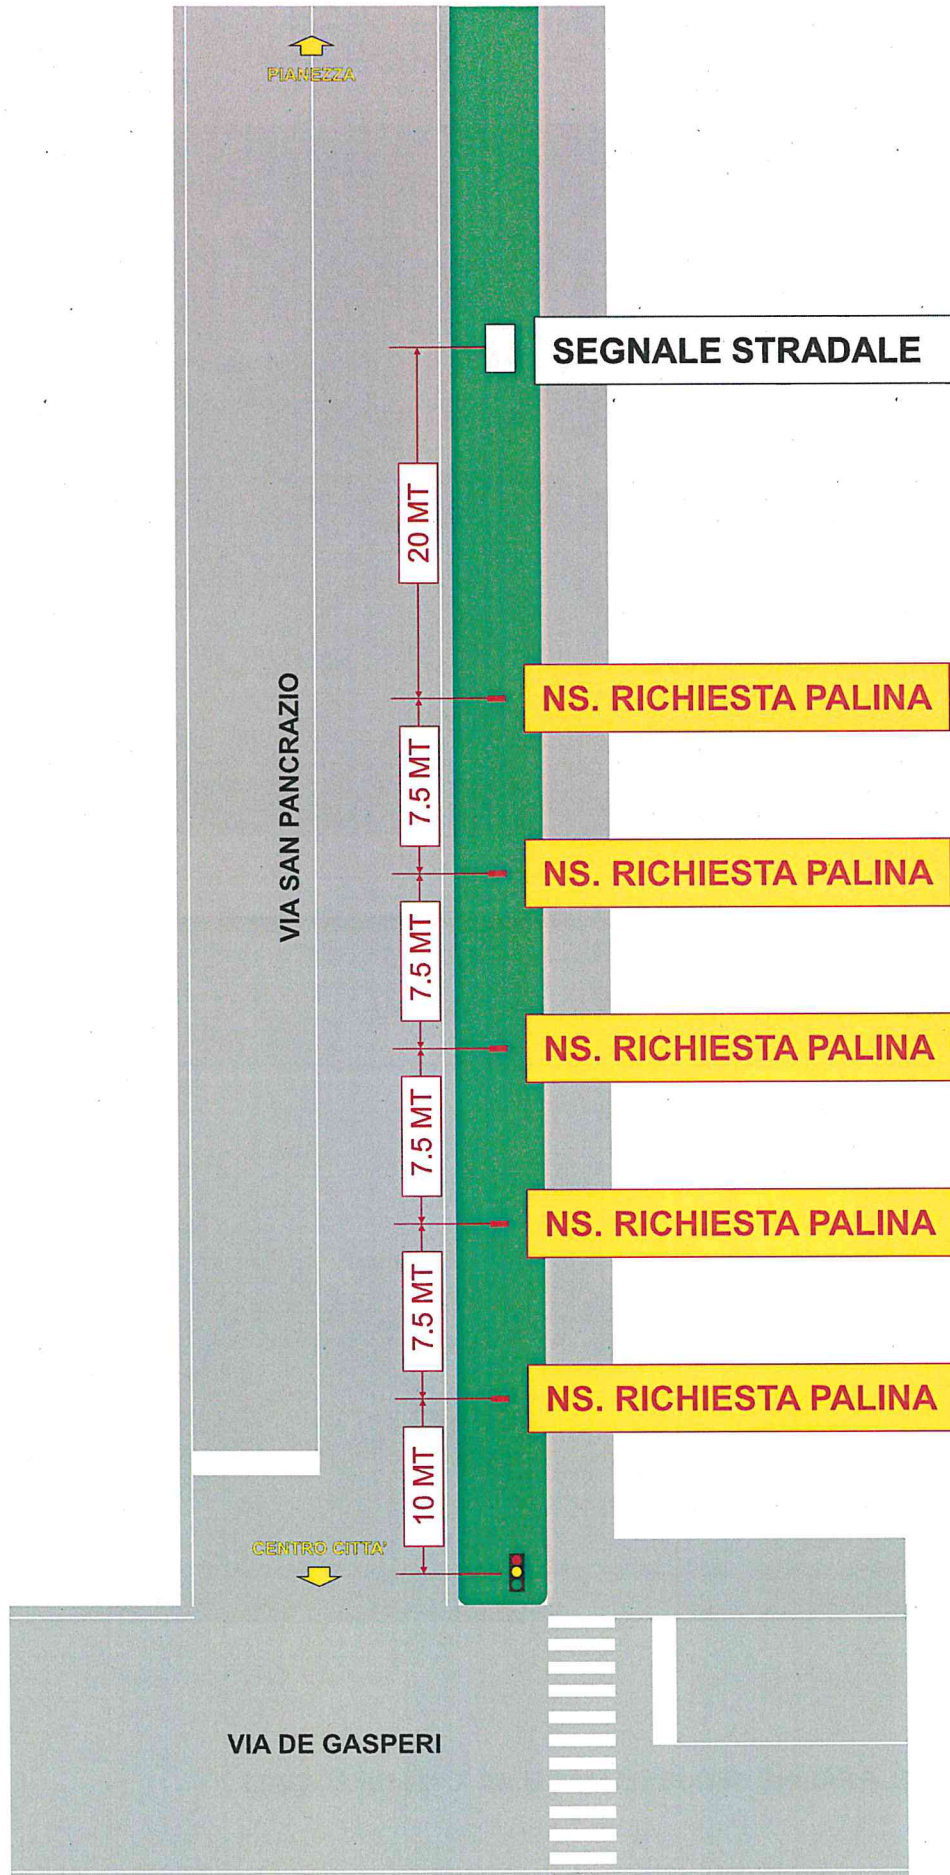 PIANEZZA
SEGNALE STRADALE
20 MT
NS. RICHIESTA PALINA
7.5 MT
VIA SAN PANCRAZIO
NS. RICHIESTA PALINA
7.5 MT
NS. RICHIESTA PALINA
7.5 MT
NS. RICHIESTA PALINA
7.5 MT
NS. RICHIESTA PALINA
10 MT
CENTRO CITTA'
VIA DE GASPERI